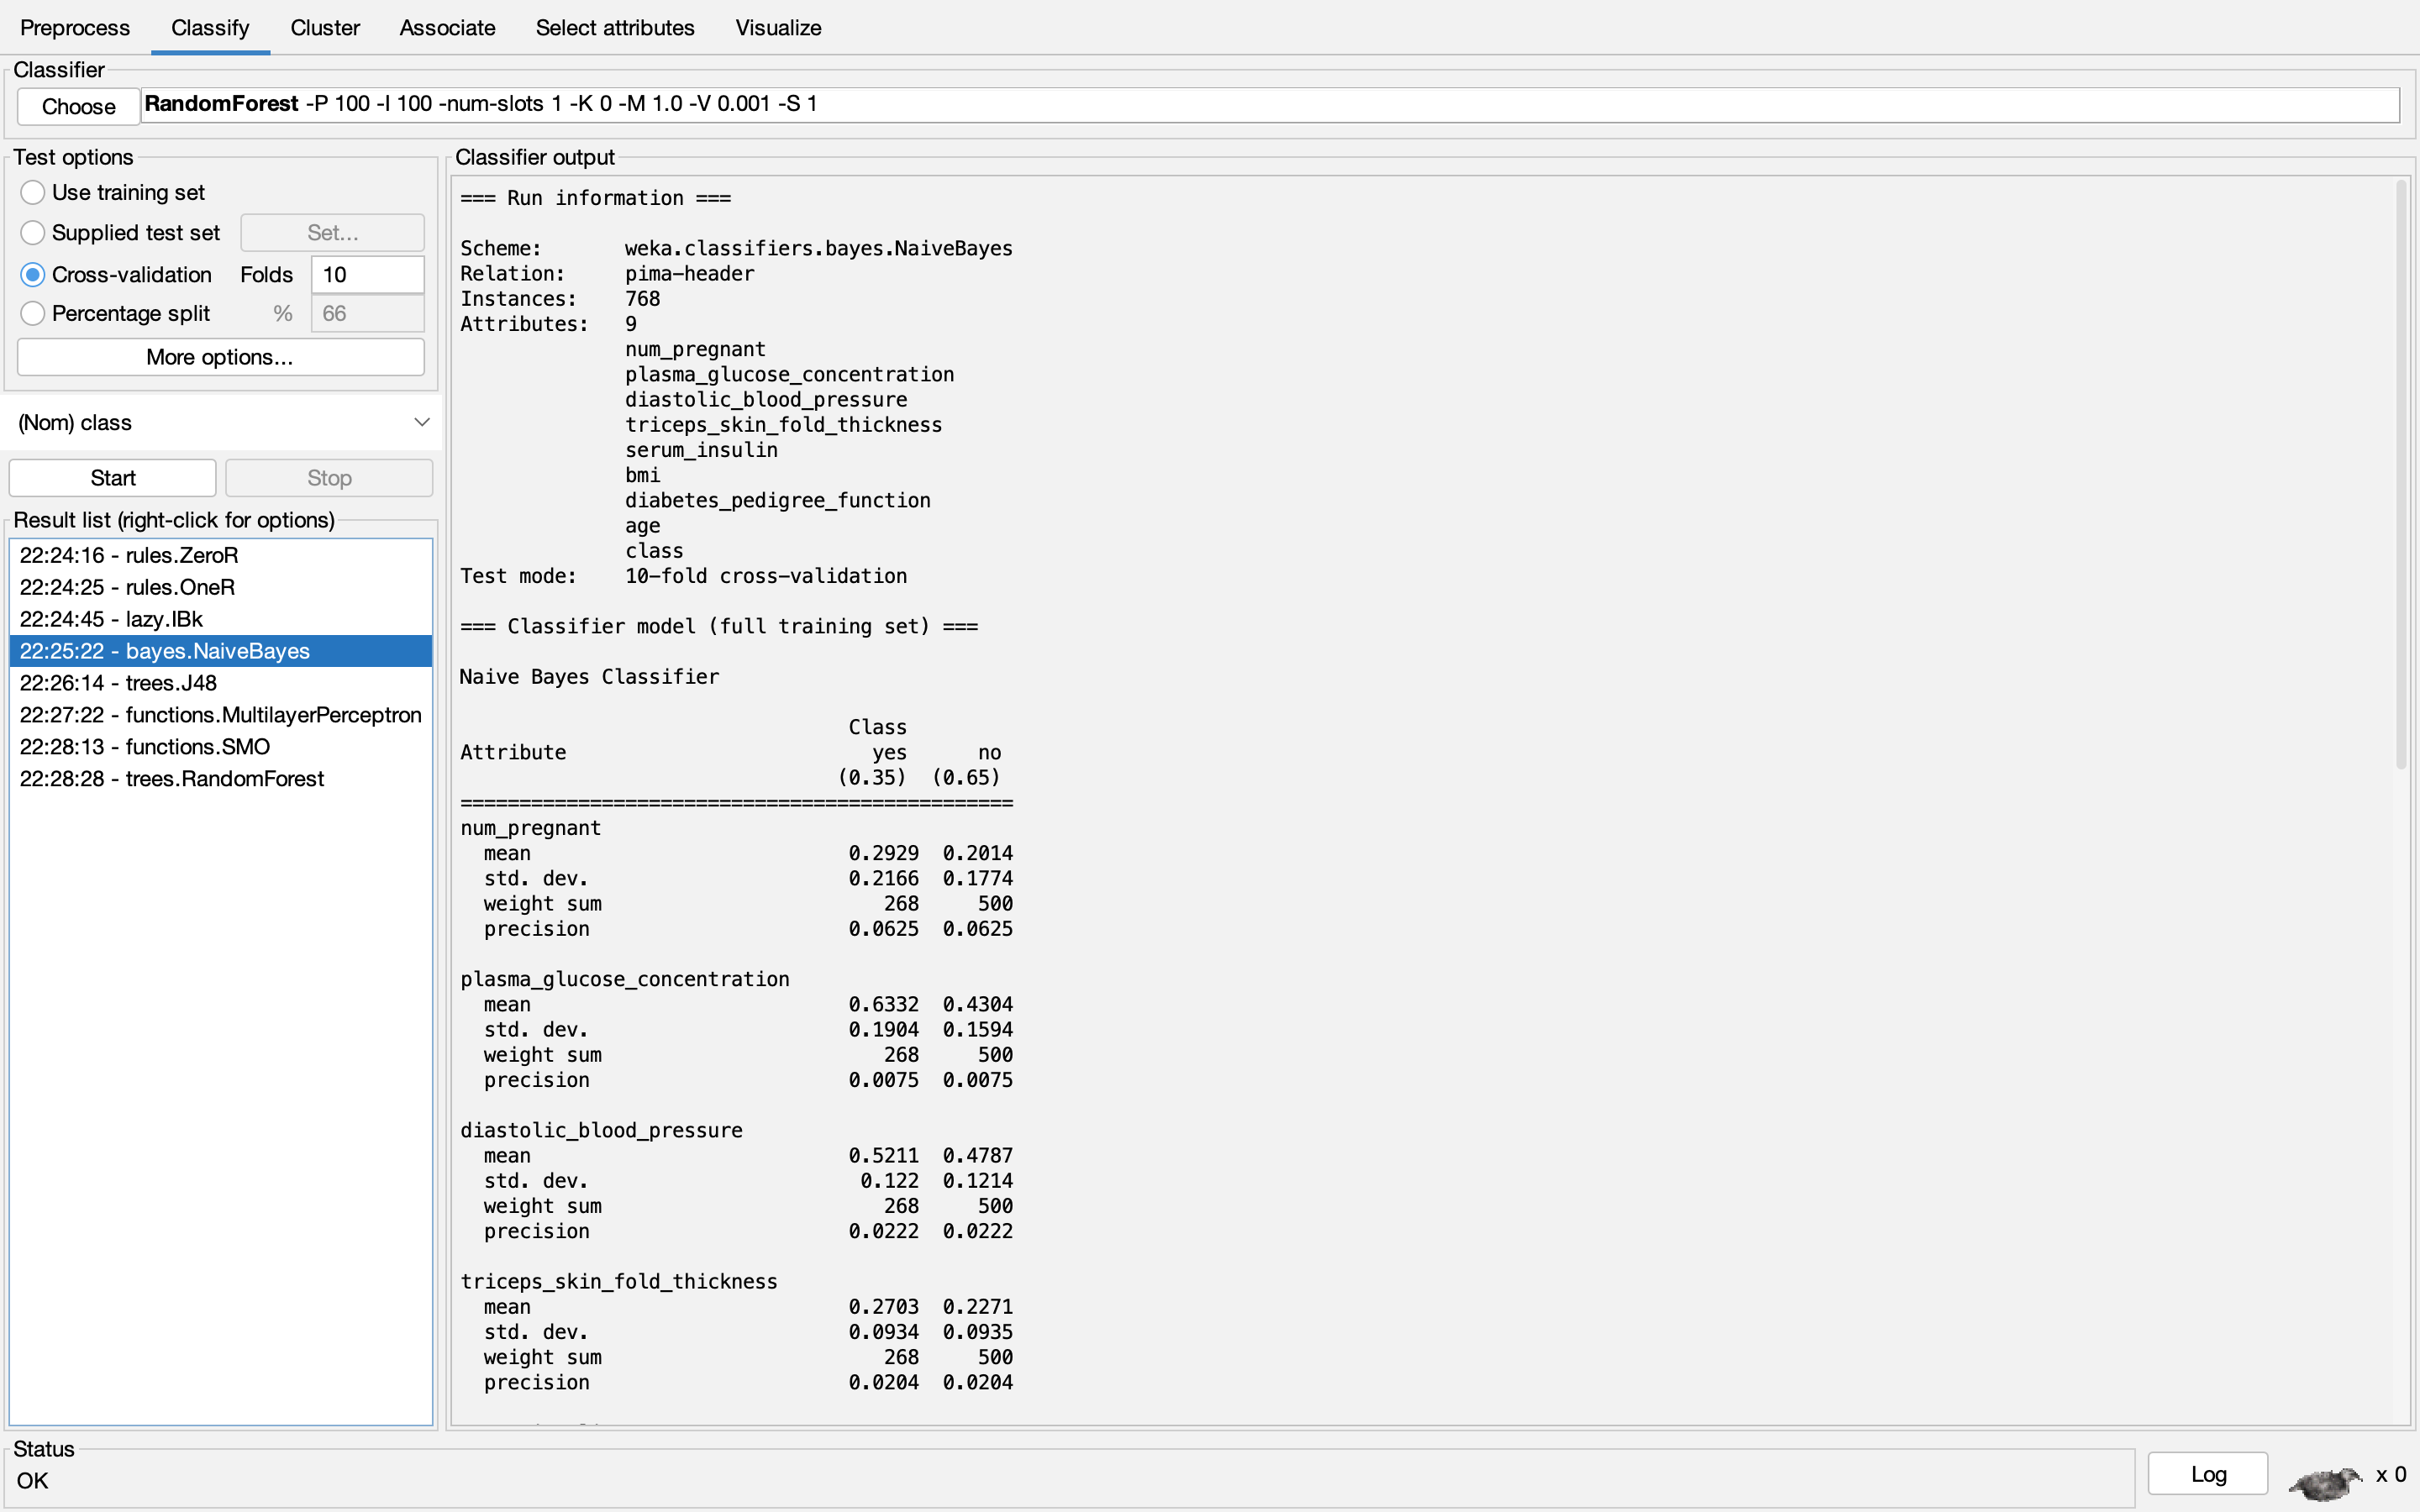 Preprocess Classify Cluster Associate Select attributes Visualize
Classifier
Choose RandomForest -P 100 -I 100 -num-slots 1 -K 0 -M 1.0 -V 0.001 -S 1
Test options
Use training set
Supplied test set Set...
Cross-validation Folds 10
Percentage split % 66
More options...
(Nom) class
Start Stop
Result list (right-click for options)
22:24:16 - rules.ZeroR
22:24:25 - rules.OneR
22:24:45 - lazy.IBk
22:25:22 - bayes.NaiveBayes
22:26:14 - trees.J48
22:27:22 - functions.MultilayerPerceptron
22:28:13 - functions.SMO
22:28:28 - trees.RandomForest
Classifier output
=== Run information ===
Scheme: weka.classifiers.bayes.NaiveBayes
Relation: pima-header
Instances: 768
Attributes: 9
num_pregnant
plasma_glucose_concentration
diastolic_blood_pressure
triceps_skin_fold_thickness
serum_insulin
bmi
diabetes_pedigree_function
age
class
Test mode: 10-fold cross-validation
=== Classifier model (full training set) ===
Naive Bayes Classifier
Class
Attribute yes no
(0.35) (0.65)
===============================================
num_pregnant
mean 0.2929 0.2014
std. dev. 0.2166 0.1774
weight sum 268 500
precision 0.0625 0.0625
plasma_glucose_concentration
mean 0.6332 0.4304
std. dev. 0.1904 0.1594
weight sum 268 500
precision 0.0075 0.0075
diastolic_blood_pressure
mean 0.5211 0.4787
std. dev. 0.122 0.1214
weight sum 268 500
precision 0.0222 0.0222
triceps_skin_fold_thickness
mean 0.2703 0.2271
std. dev. 0.0934 0.0935
weight sum 268 500
precision 0.0204 0.0204
Status
OK
Log x 0